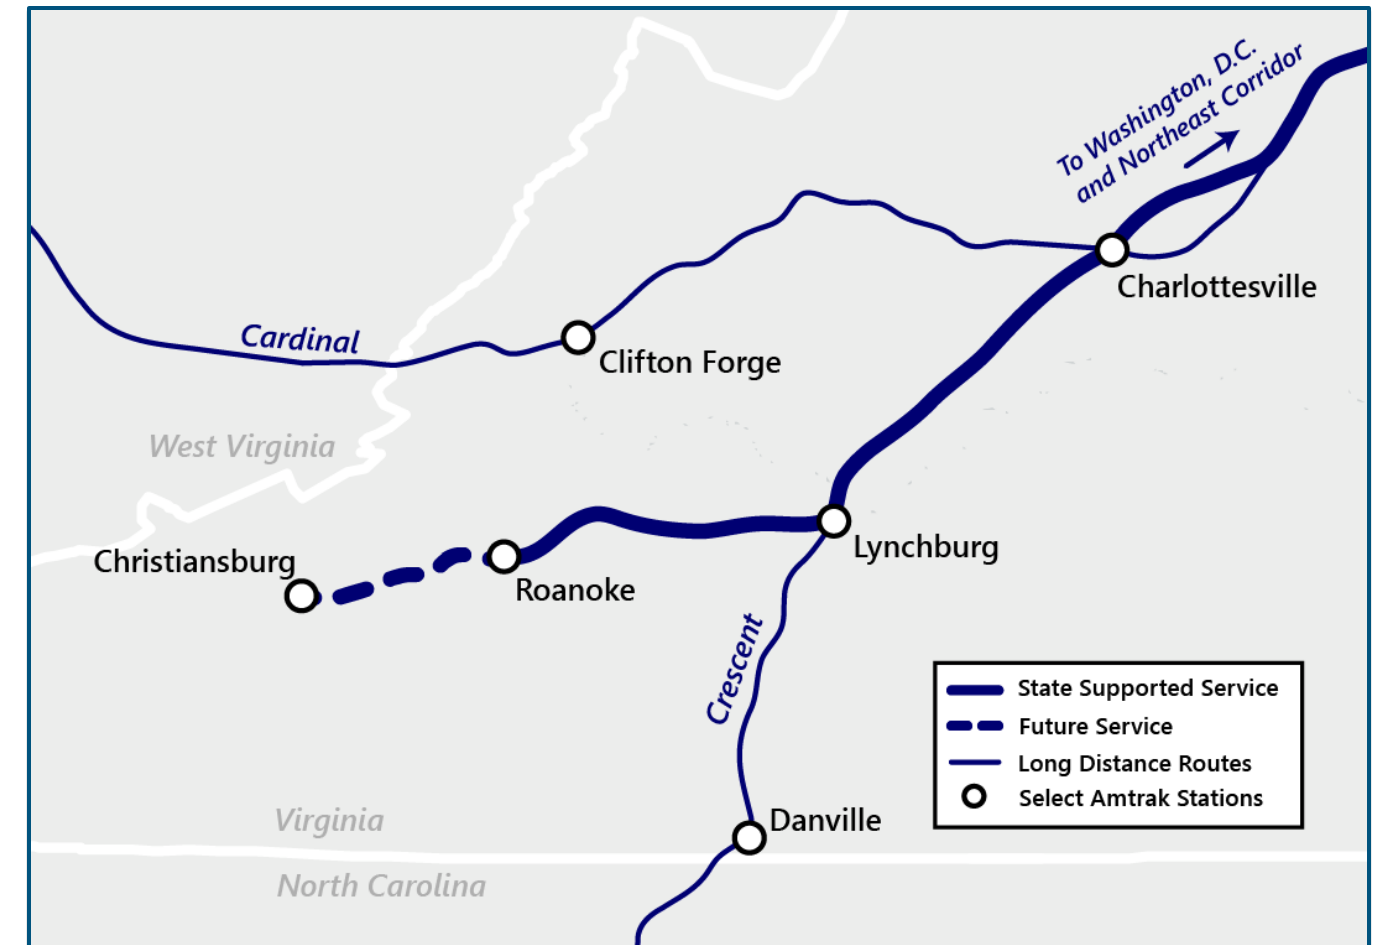 To Washington, D.C.
and Northeast Corridor
Charlottesville
Cardinal
Clifton Forge
West Virginia
Christiansburg
Roanoke
Lynchburg
Crescent
State Supported Service
Future Service
Long Distance Routes
Select Amtrak Stations
Danville
Virginia
North Carolina